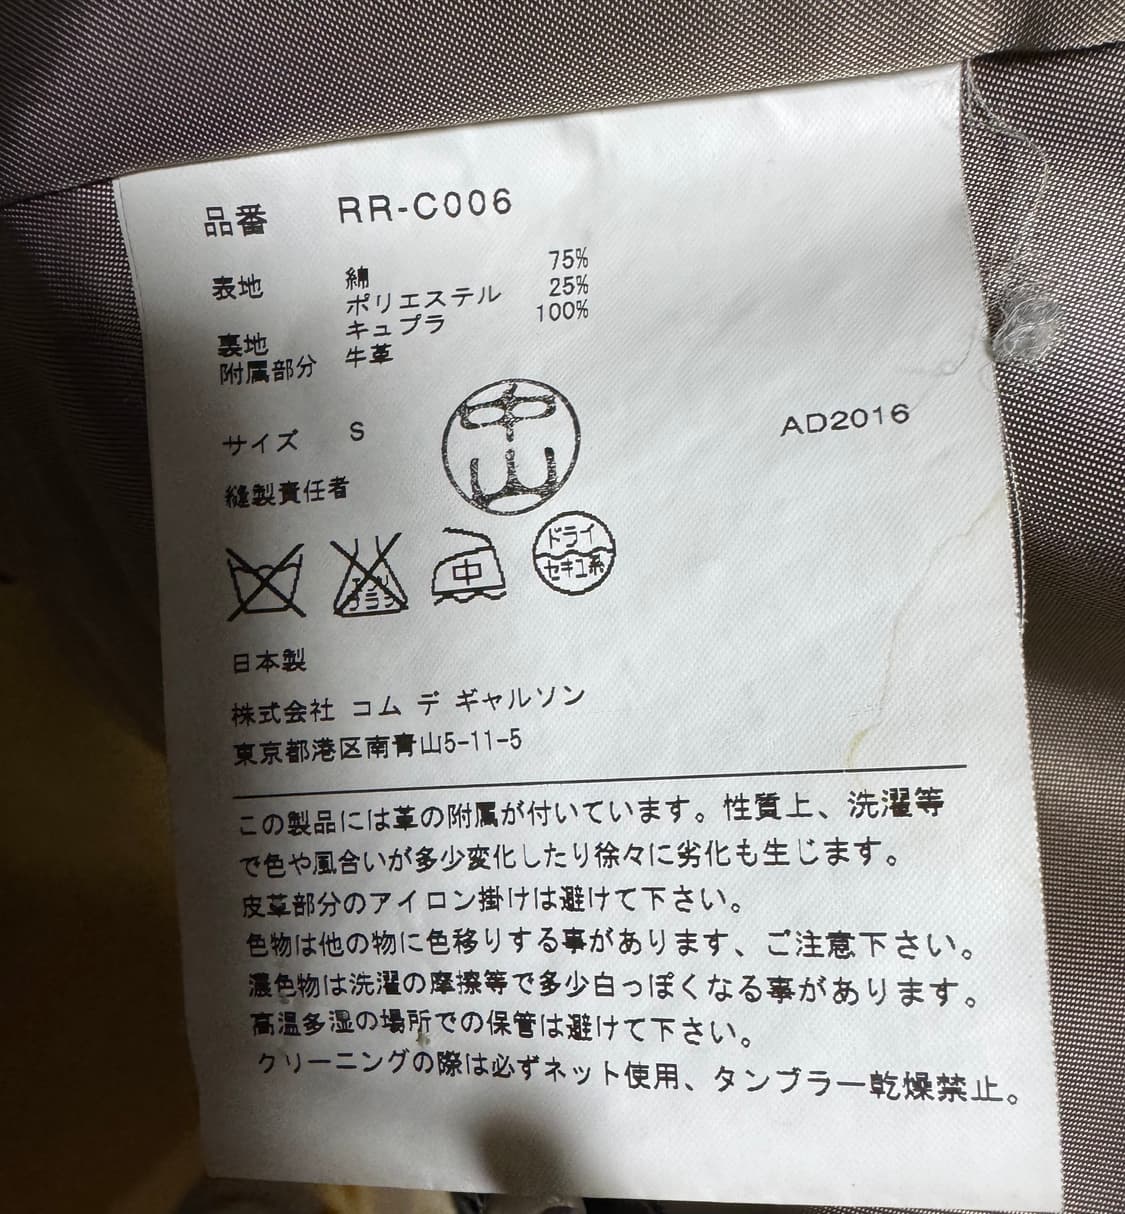 品番 RR-C006
表地 綿 75%
ポリエステル 25%
裏地 キュプラ 100%
附属部分 牛革
サイズ S
中山
AD2016
縫製責任者
エンソ
フラシ
中
ドライ
セキユ系
日本製
株式会社 コム デ ギャルソン
東京都港区南青山5-11-5
この製品には革の附属が付いています。性質上、洗濯等
で色や風合いが多少変化したり徐々に劣化も生じます。
皮革部分のアイロン掛けは避けて下さい。
色物は他の物に色移りする事があります、ご注意下さい。
濃色物は洗濯の摩擦等で多少白っぽくなる事があります。
高温多湿の場所での保管は避けて下さい。
クリーニングの際は必ずネット使用、タンブラー乾燥禁止。